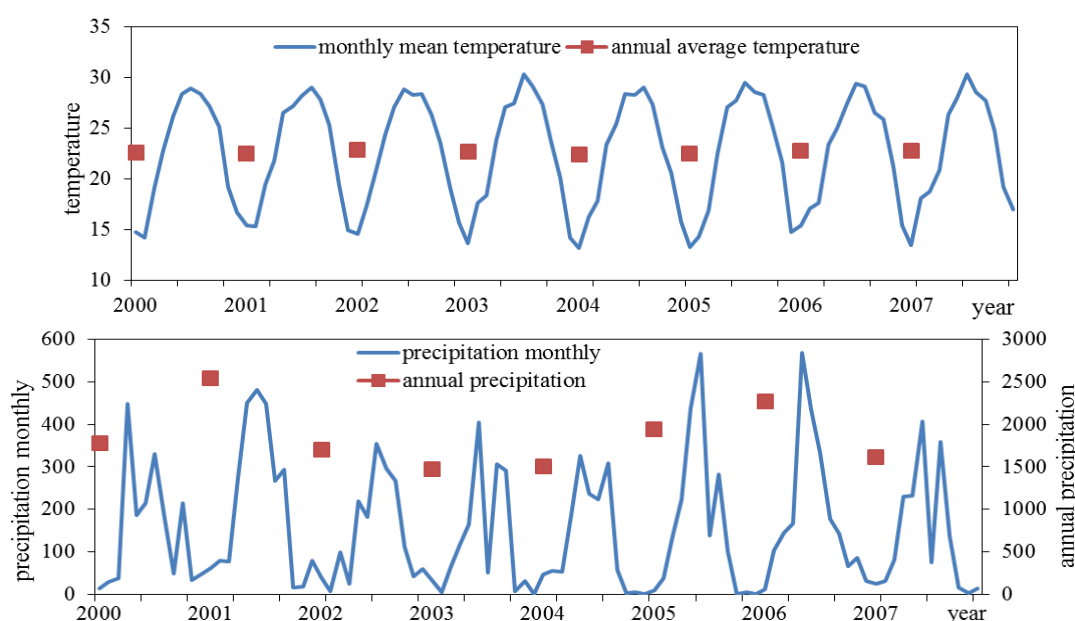 35
30
25
20
15
10
temperature
monthly mean temperature
annual average temperature
2000 2001 2002 2003 2004 2005 2006 2007 year
600
500
400
300
200
100
0
precipitation monthly
precipitation monthly
annual precipitation
3000
2500
2000
1500
1000
500
0
annual precipitation
2000 2001 2002 2003 2004 2005 2006 2007 year